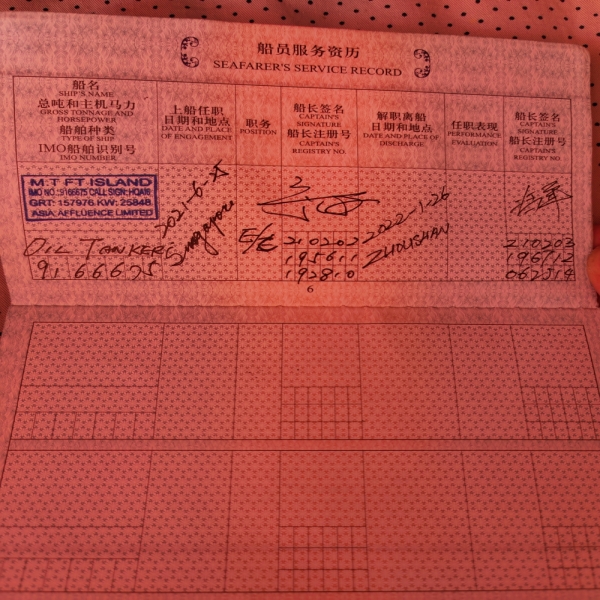 船员服务资历
SEAFARER'S SERVICE RECORD
船名
SHIP'S NAME
总吨和主机马力
GROSS TONNAGE AND
HORSEPOWER
船舶种类
TYPE OF SHIP
IMO船舶识别号
IMO NUMBER
上船任职
日期和地点
DATE AND PLACE
OF ENGAGEMENT
职务
POSITION
船长签名
CAPTAIN'S
SIGNATURE
船长注册号
CAPTAIN'S
REGISTRY NO.
解职离船
日期和地点
DATE AND PLACE OF
DISCHARGE
任职表现
PERFORMANCE
EVALUATION
船长签名
CAPTAIN'S
SIGNATURE
船长注册号
CAPTAIN'S
REGISTRY NO.
M.T FT ISLAND
IMO NO.: 9166675 CALL SIGN:
GRT: 157976 KW: 25848
ASIA AFFLUENCE LIMITED
OIL TANKER
9166675
Singapore
E/E
210202
195611
192810
2022-1-26
ZHOUSHAN
210203
196712
062514
6